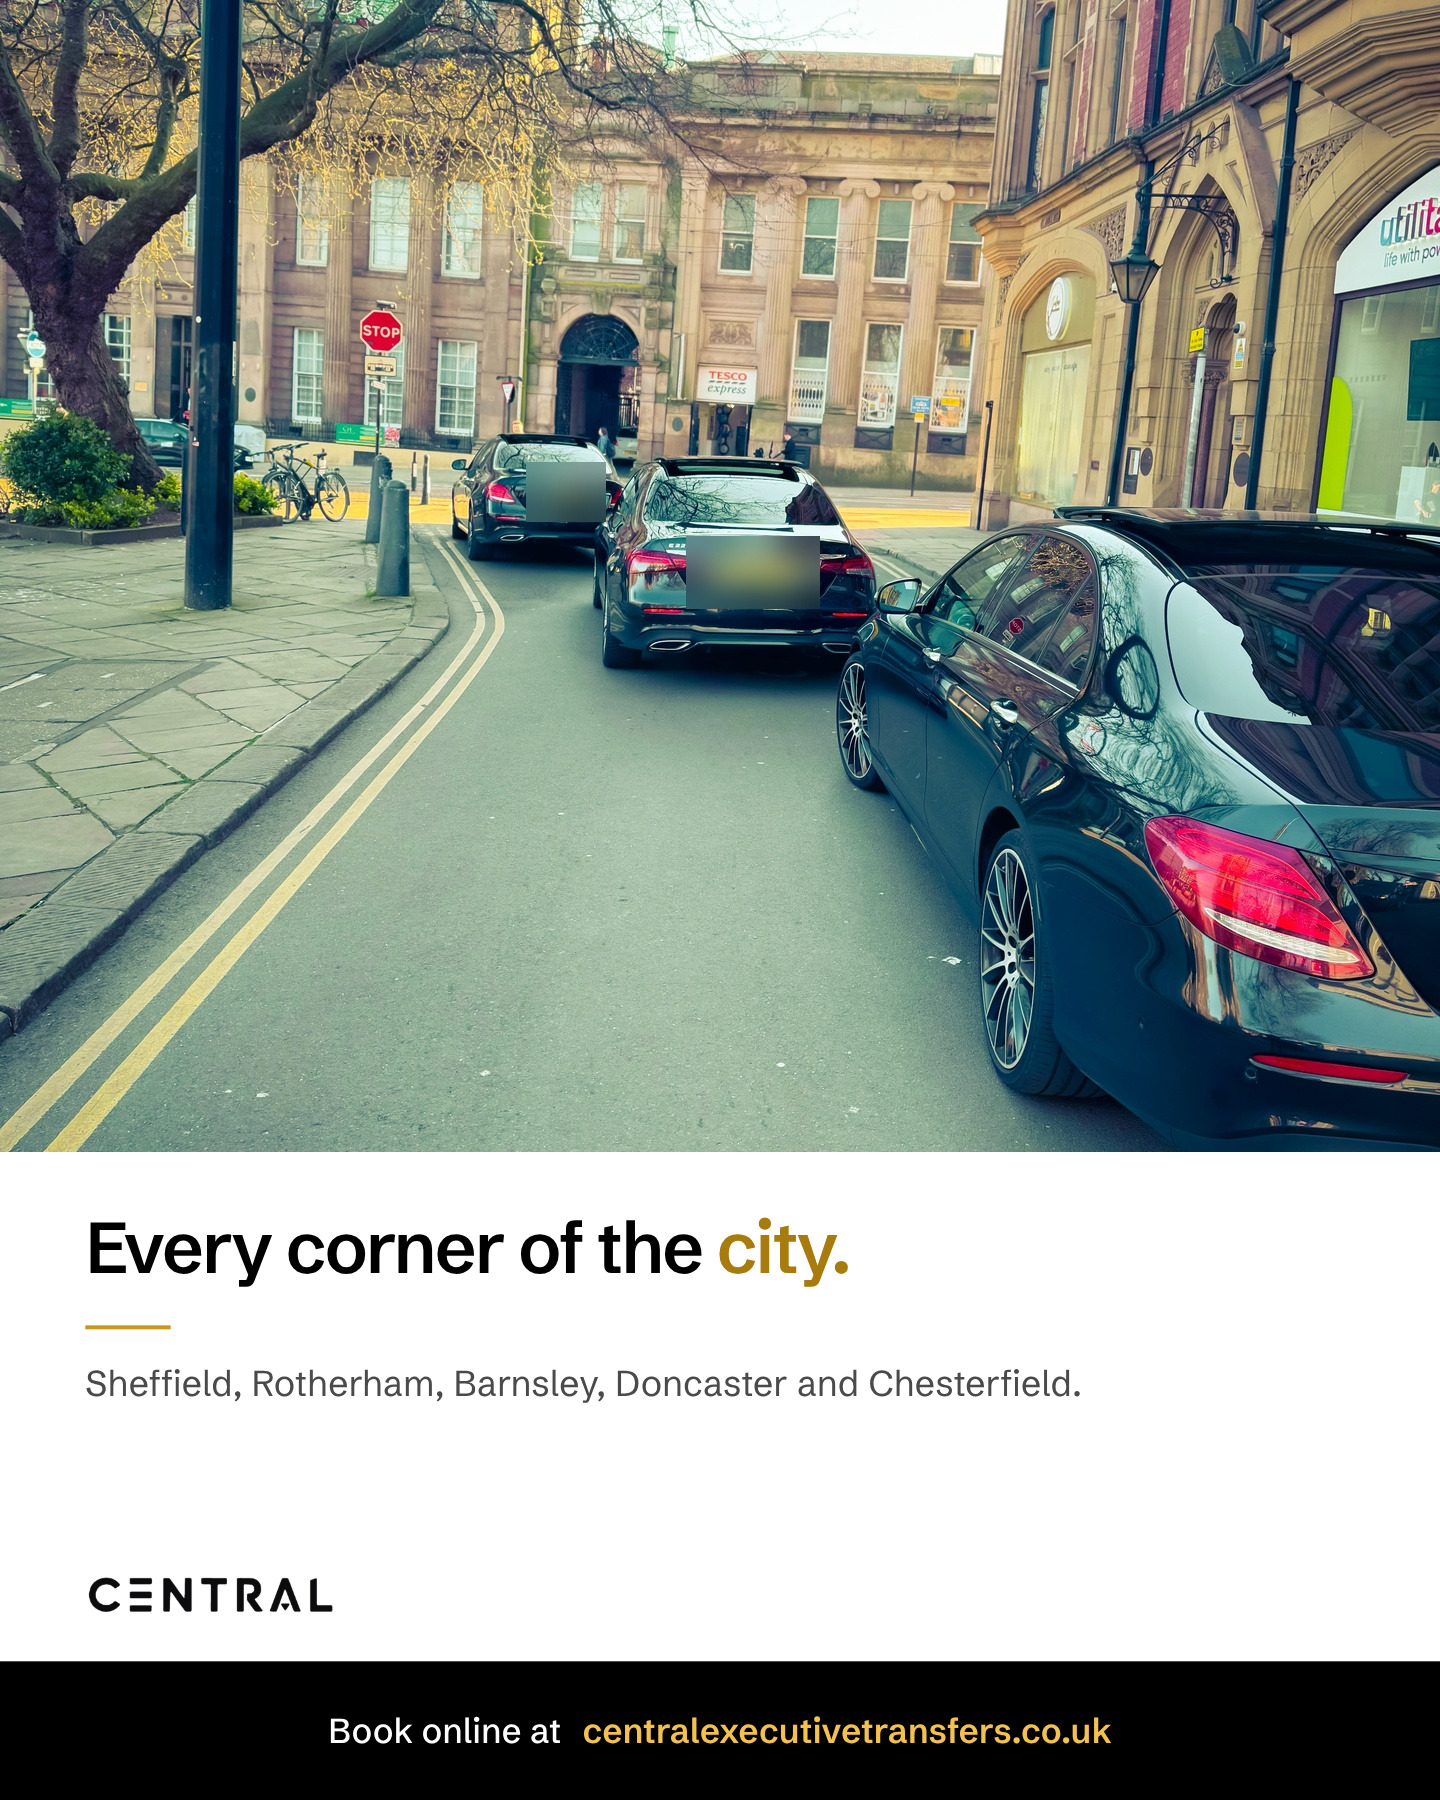 utilita
life with pow
STOP
TESCO
express
Every corner of the city.
Sheffield, Rotherham, Barnsley, Doncaster and Chesterfield.
CENTRAL
Book online at centralexecutivetransfers.co.uk